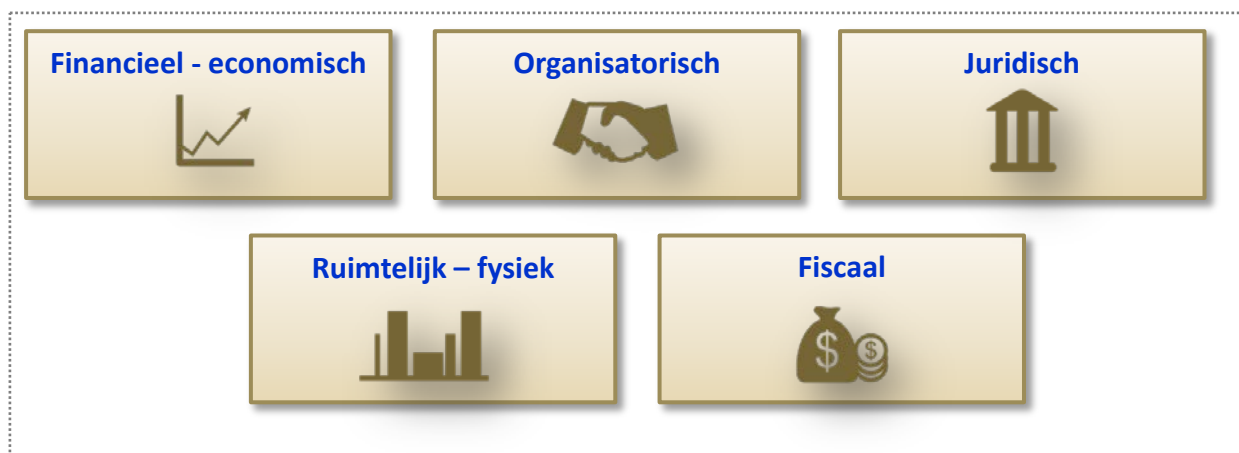 Financieel - economisch
Organisatorisch
Juridisch
Ruimtelijk – fysiek
Fiscaal
$
$